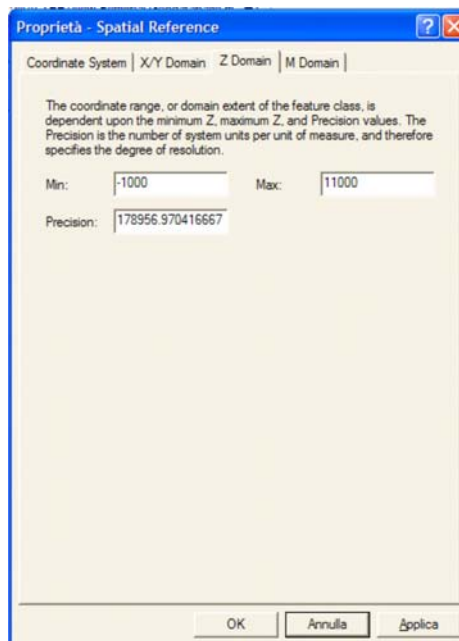 Proprietà - Spatial Reference
Coordinate System X/Y Domain Z Domain M Domain
The coordinate range, or domain extent of the feature class, is
dependent upon the minimum Z, maximum Z, and Precision values. The
Precision is the number of system units per unit of measure, and therefore
specifies the degree of resolution.
Min: -1000 Max: 11000
Precision: 178956.970416667
OK Annulla Applica